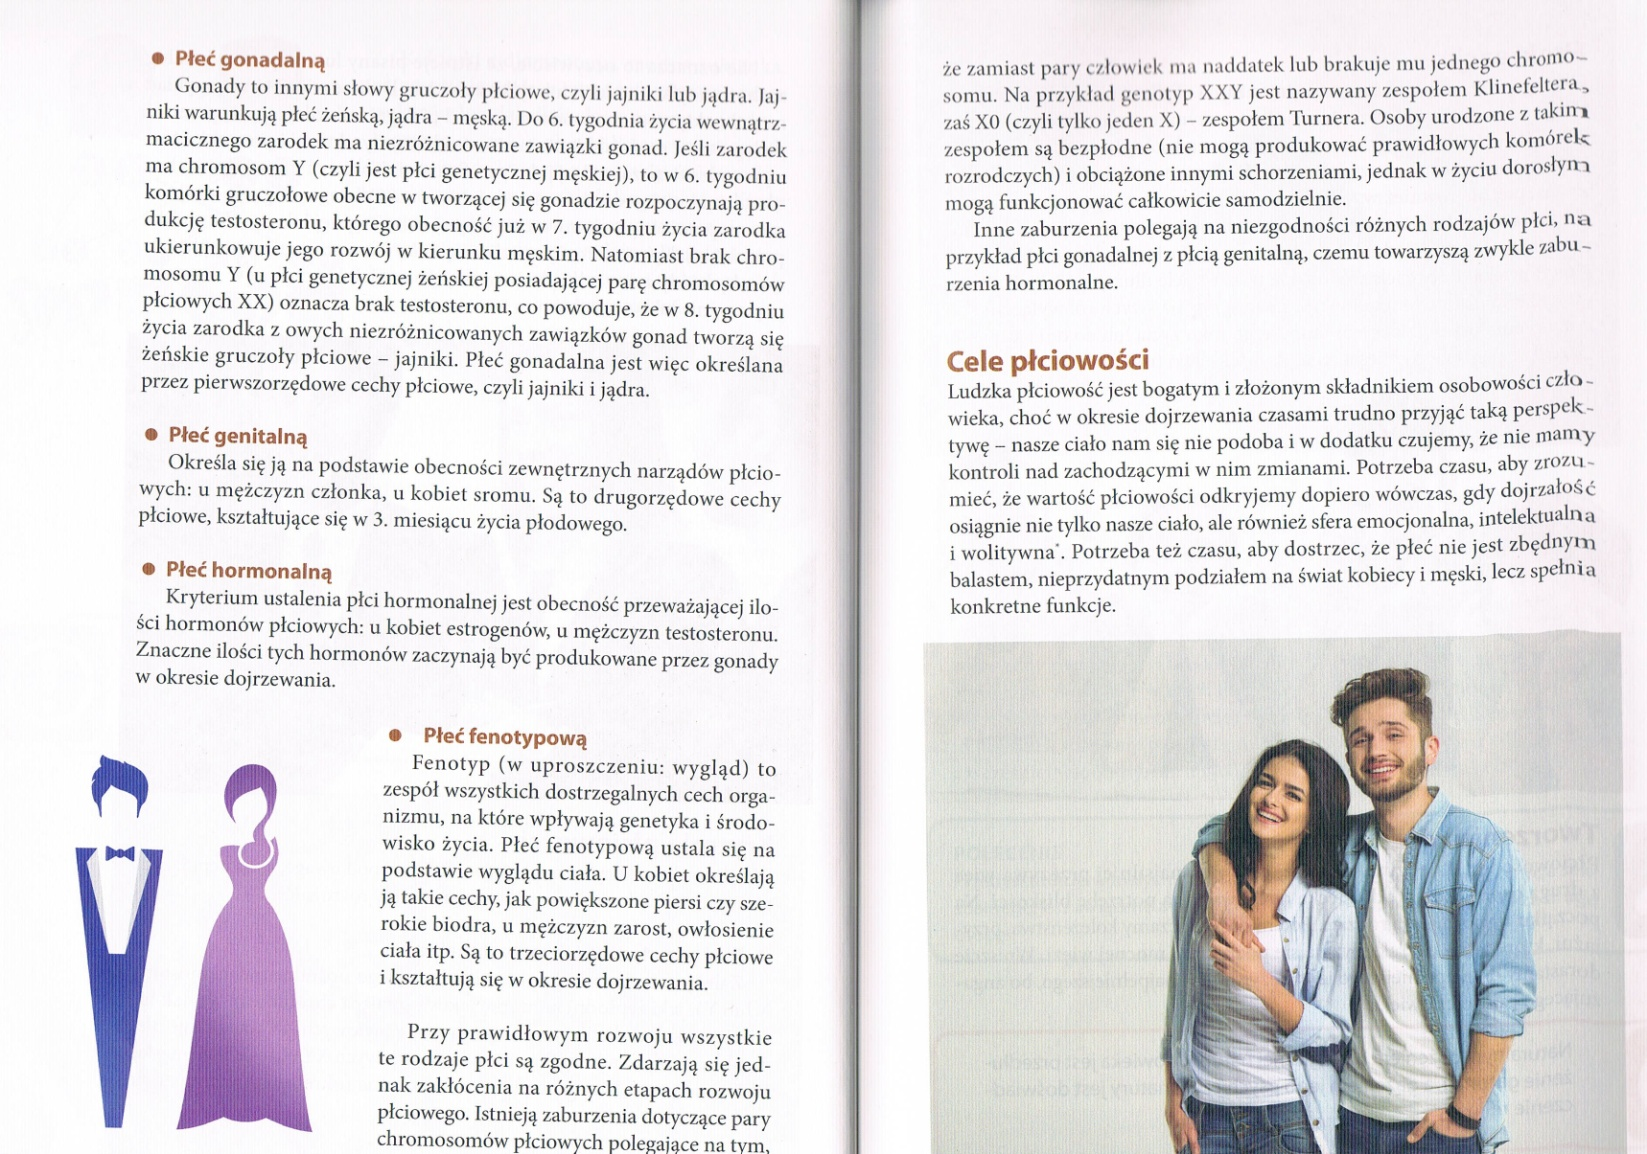 ● Płeć gonadalną
Gonady to innymi słowy gruczoły płciowe, czyli jajniki lub jądra. Jaj-
niki warunkują płeć żeńską, jądra – męską. Do 6. tygodnia życia wewnątrz-
macicznego zarodek ma niezróżnicowane zawiązki gonad. Jeśli zarodek
ma chromosom Y (czyli jest płci genetycznej męskiej), to w 6. tygodniu
komórki gruczołowe obecne w tworzącej się gonadzie rozpoczynają pro-
dukcję testosteronu, którego obecność już w 7. tygodniu życia zarodka
ukierunkowuje jego rozwój w kierunku męskim. Natomiast brak chro-
mosomu Y (u płci genetycznej żeńskiej posiadającej parę chromosomów
płciowych XX) oznacza brak testosteronu, co powoduje, że w 8. tygodniu
życia zarodka z owych niezróżnicowanych zawiązków gonad tworzą się
żeńskie gruczoły płciowe – jajniki. Płeć gonadalna jest więc określana
przez pierwszorzędowe cechy płciowe, czyli jajniki i jądra.
● Płeć genitalną
Określa się ją na podstawie obecności zewnętrznych narządów płcio-
wych: u mężczyzn członka, u kobiet sromu. Są to drugorzędowe cechy
płciowe, kształtujące się w 3. miesiącu życia płodowego.
● Płeć hormonalną
Kryterium ustalenia płci hormonalnej jest obecność przeważającej ilo-
ści hormonów płciowych: u kobiet estrogenów, u mężczyzn testosteronu.
Znaczne ilości tych hormonów zaczynają być produkowane przez gonady
w okresie dojrzewania.
● Płeć fenotypową
Fenotyp (w uproszczeniu: wygląd) to
zespół wszystkich dostrzegalnych cech orga-
nizmu, na które wpływają genetyka i środo-
wisko życia. Płeć fenotypową ustala się na
podstawie wyglądu ciała. U kobiet określają
ją takie cechy, jak powiększone piersi czy sze-
rokie biodra, u mężczyzn zarost, owłosienie
ciała itp. Są to trzeciorzędowe cechy płciowe
i kształtują się w okresie dojrzewania.
Przy prawidłowym rozwoju wszystkie
te rodzaje płci są zgodne. Zdarzają się jed-
nak zakłócenia na różnych etapach rozwoju
płciowego. Istnieją zaburzenia dotyczące pary
chromosomów płciowych polegające na tym,
że zamiast pary człowiek ma naddatek lub brakuje mu jednego chromo-
somu. Na przykład genotyp XXY jest nazywany zespołem Klinefeltera,
zaś X0 (czyli tylko jeden X) – zespołem Turnera. Osoby urodzone z takim
zespołem są bezpłodne (nie mogą produkować prawidłowych komórek
rozrodczych) i obciążone innymi schorzeniami, jednak w życiu dorosłym
mogą funkcjonować całkowicie samodzielnie.
Inne zaburzenia polegają na niezgodności różnych rodzajów płci, na
przykład płci gonadalnej z płcią genitalną, czemu towarzyszą zwykle zabu-
rzenia hormonalne.
Cele płciowości
Ludzka płciowość jest bogatym i złożonym składnikiem osobowości czło-
wieka, choć w okresie dojrzewania czasami trudno przyjąć taką perspek-
tywę – nasze ciało nam się nie podoba i w dodatku czujemy, że nie mamy
kontroli nad zachodzącymi w nim zmianami. Potrzeba czasu, aby zrozu-
mieć, że wartość płciowości odkryjemy dopiero wówczas, gdy dojrzałość
osiągnie nie tylko nasze ciało, ale również sfera emocjonalna, intelektualna
i wolitywna*. Potrzeba też czasu, aby dostrzec, że płeć nie jest zbędnym
balastem, nieprzydatnym podziałem na świat kobiecy i męski, lecz spełnia
konkretne funkcje.